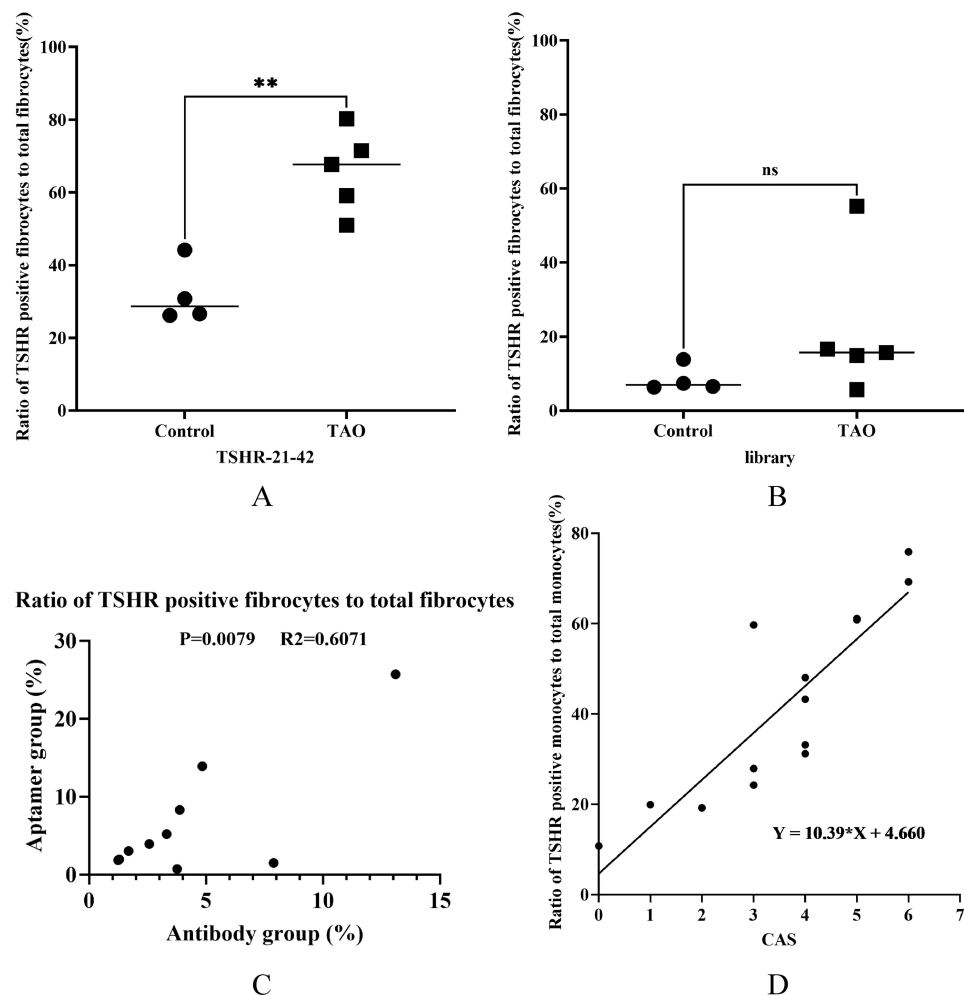 Ratio of TSHR positive fibrocytes to total fibrocytes(%)
100
80
60
40
20
0
**
Control
TAO
TSHR-21-42
A
Ratio of TSHR positive fibrocytes to total fibrocytes(%)
100
80
60
40
20
0
ns
Control
TAO
library
B
Ratio of TSHR positive fibrocytes to total fibrocytes
P=0.0079 R2=0.6071
Aptamer group (%)
30
20
10
0
0 5 10 15
Antibody group (%)
C
Ratio of TSHR positive monocytes to total monocytes(%)
80
60
40
20
0
Y = 10.39*X + 4.660
0 1 2 3 4 5 6 7
CAS
D